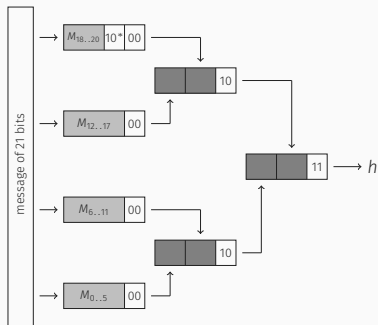 message of 21 bits
M18..20 10* 00
M12..17 00
10
11
h
M6..11 00
10
M0..5 00